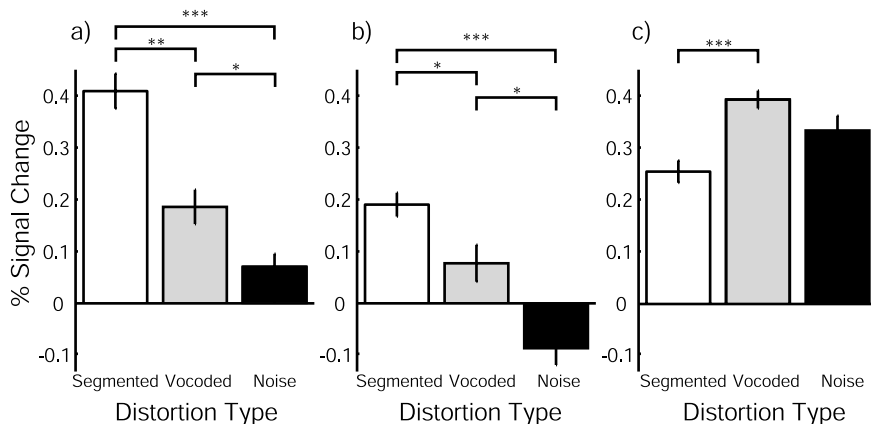 a) *** ** *
b) *** * *
c) ***
% Signal Change
0.4 0.3 0.2 0.1 0 -0.1
0.4 0.3 0.2 0.1 0 -0.1
0.4 0.3 0.2 0.1 0 -0.1
Segmented Vocoded Noise
Segmented Vocoded Noise
Segmented Vocoded Noise
Distortion Type
Distortion Type
Distortion Type